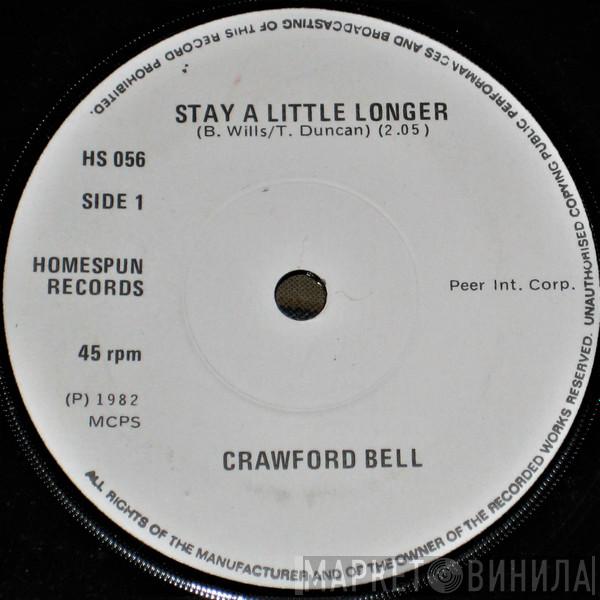 STAY A LITTLE LONGER
(B. Wills/T. Duncan) (2.05)
HS 056
SIDE 1
HOMESPUN
RECORDS
Peer Int. Corp.
45 rpm
(P) 1982
MCPS
CRAWFORD BELL
ALL RIGHTS OF THE MANUFACTURER AND OF THE OWNER OF THE RECORDED WORKS RESERVED. UNAUTHORISED COPYING PUBLIC PERFORMANCES AND BROADCASTING OF THIS RECORD PROHIBITED.
МАРКЕТ ВИНИЛА